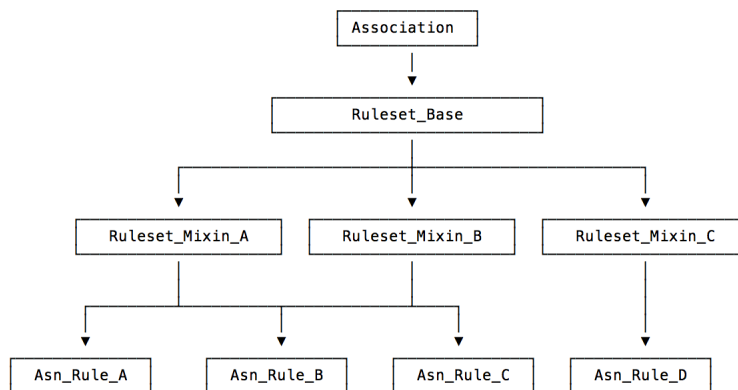 Association
Ruleset_Base
Ruleset_Mixin_A Ruleset_Mixin_B Ruleset_Mixin_C
Asn_Rule_A Asn_Rule_B Asn_Rule_C Asn_Rule_D